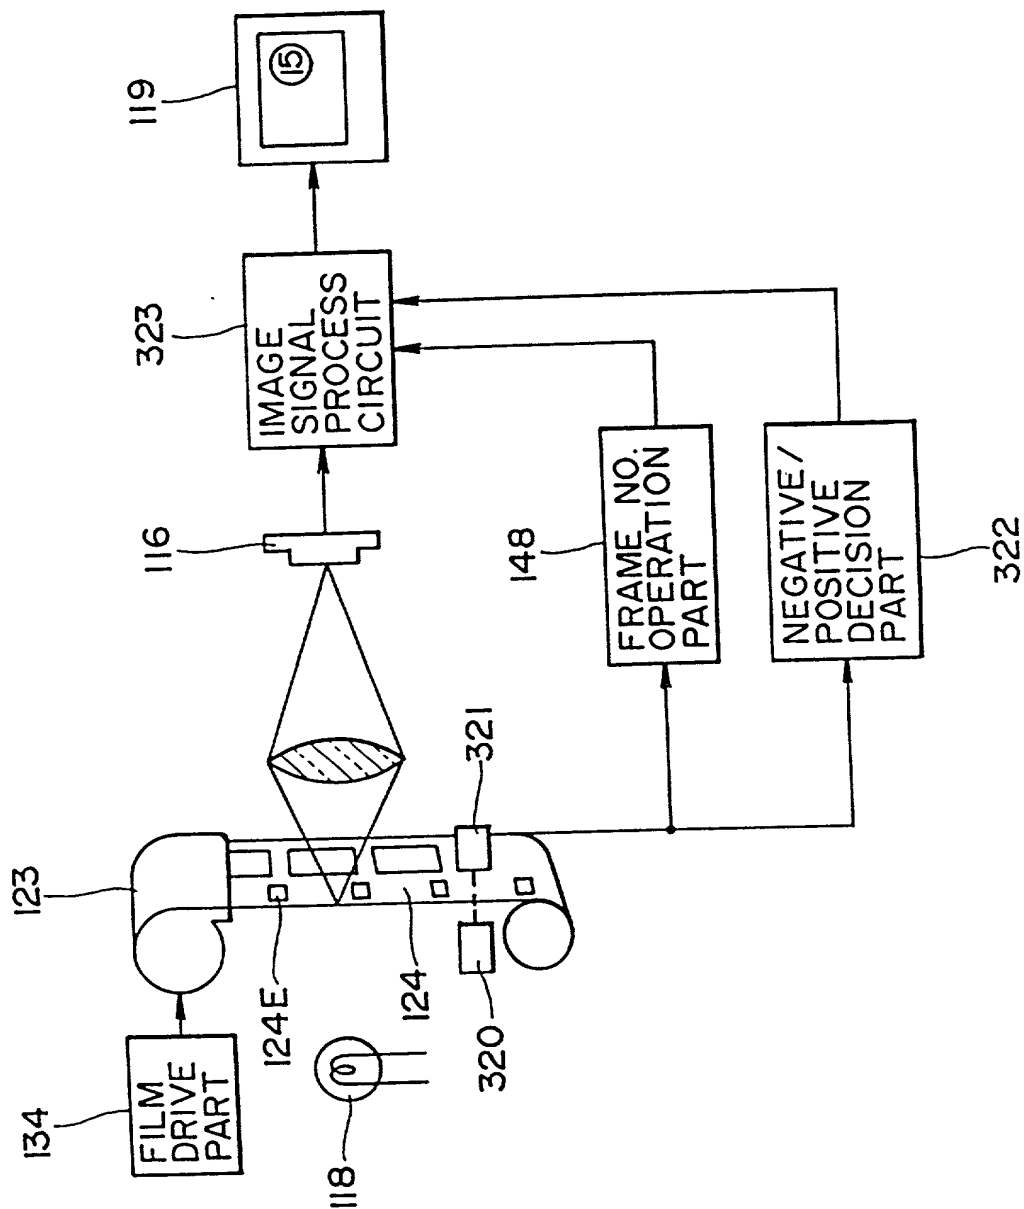 134
FILM
DRIVE
PART
123
118
124E
124
320
321
116
323
IMAGE
SIGNAL
PROCESS
CIRCUIT
119
15
148
FRAME NO.
OPERATION
PART
NEGATIVE/
POSITIVE
DECISION
PART
322